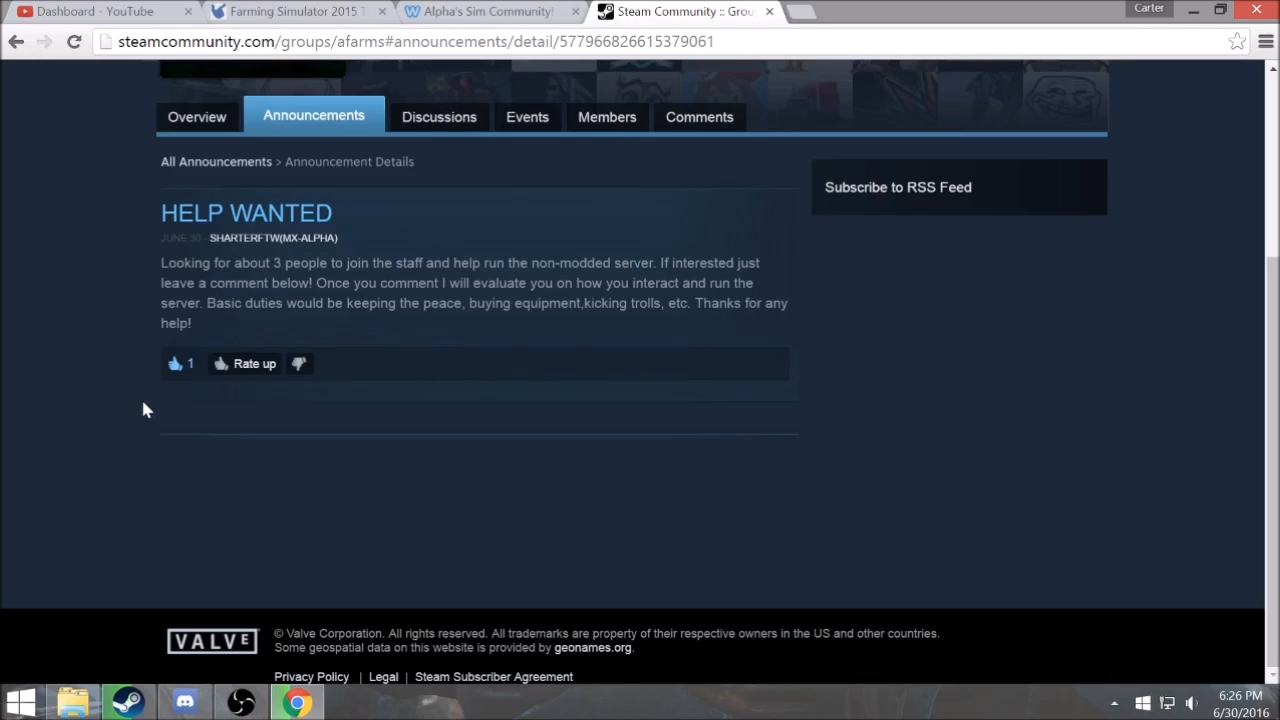 Dashboard - YouTube
Farming Simulator 2015 T
Alpha's Sim Community!
Steam Community :: Grou
Carter
steamcommunity.com/groups/afarms#announcements/detail/577966826615379061
Overview
Announcements
Discussions
Events
Members
Comments
All Announcements > Announcement Details
Subscribe to RSS Feed
HELP WANTED
JUNE 30 - SHARTERFTW(MX-ALPHA)
Looking for about 3 people to join the staff and help run the non-modded server. If interested just
leave a comment below! Once you comment I will evaluate you on how you interact and run the
server. Basic duties would be keeping the peace, buying equipment,kicking trolls, etc. Thanks for any
help!
1
Rate up
VALVE
© Valve Corporation. All rights reserved. All trademarks are property of their respective owners in the US and other countries.
Some geospatial data on this website is provided by geonames.org.
Privacy Policy | Legal | Steam Subscriber Agreement
6:26 PM
6/30/2016